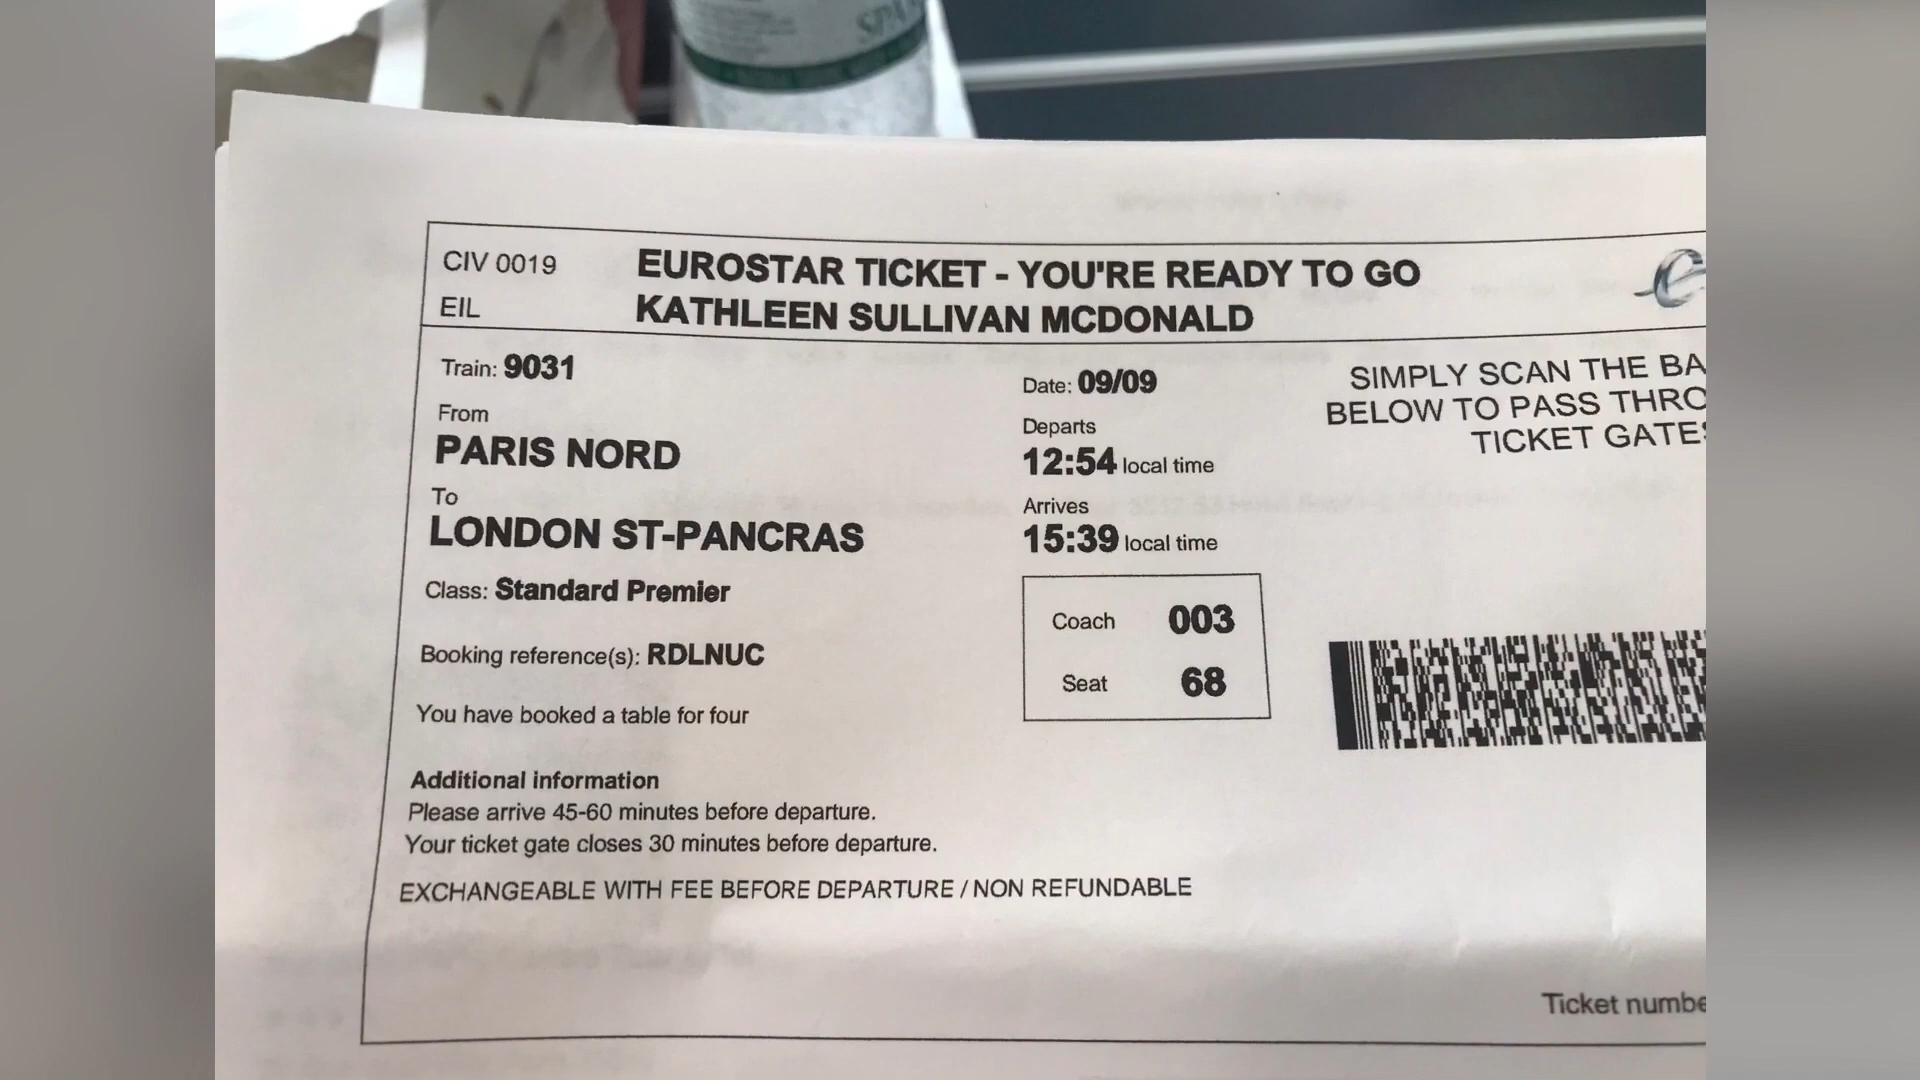 SPA
CIV 0019
EIL
EUROSTAR TICKET - YOU'RE READY TO GO
KATHLEEN SULLIVAN MCDONALD
Train: 9031
From
PARIS NORD
To
LONDON ST-PANCRAS
Class: Standard Premier
Booking reference(s): RDLNUC
You have booked a table for four
Date: 09/09
Departs
12:54 local time
Arrives
15:39 local time
Coach 003
Seat 68
SIMPLY SCAN THE BA
BELOW TO PASS THRO
TICKET GATES
Additional information
Please arrive 45-60 minutes before departure.
Your ticket gate closes 30 minutes before departure.
EXCHANGEABLE WITH FEE BEFORE DEPARTURE / NON REFUNDABLE
Ticket numbe